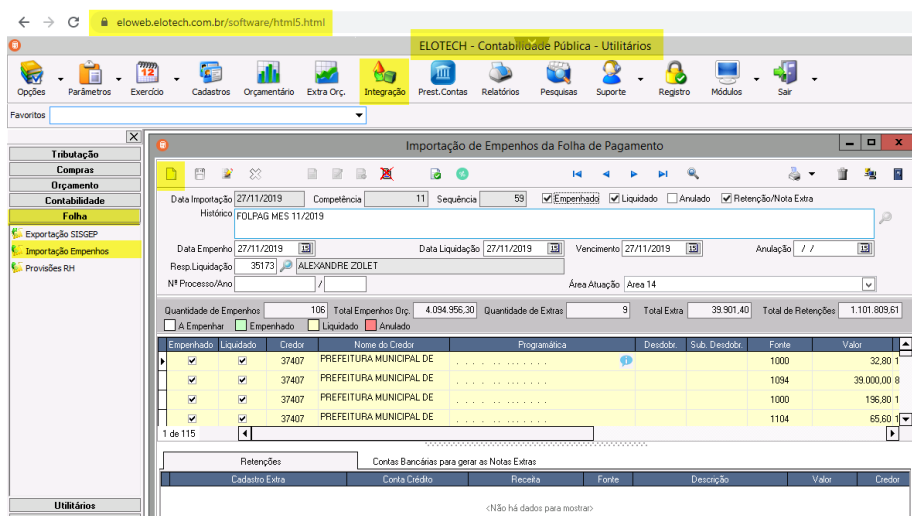 eloweb.elotech.com.br/software/html5.html
ELOTECH - Contabilidade Pública - Utilitários
Opções Parâmetros Exercício Cadastros Orçamentário Extra Orç. Integração Prest.Contas Relatórios Pesquisas Suporte Registro Módulos Sair
Favoritos
Importação de Empenhos da Folha de Pagamento
Tributação
Compras
Orçamento
Contabilidade
Folha
Exportação SISGEP
Importação Empenhos
Provisões RH
Utilitários
Data Importação 27/11/2019 Competência 11 Sequência 59 Empenhado Liquidado Anulado Retenção/Nota Extra
Histórico FOLPAG MES 11/2019
Data Empenho 27/11/2019 Data Liquidação 27/11/2019 Vencimento 27/11/2019 Anulação / /
Resp.Liquidação 35173 ALEXANDRE ZOLET
Nº Processo/Ano / Área Atuação Area 14
Quantidade de Empenhos 106 Total Empenhos Orç. 4.094.956,30 Quantidade de Extras 9 Total Extra 39.901,40 Total de Retenções 1.101.809,61
A Empenhar Empenhado Liquidado Anulado
Empenhado Liquidado Credor Nome do Credor Programática Desdobr. Sub. Desdobr. Fonte Valor
37407 PREFEITURA MUNICIPAL DE . . . . . .. ... . . . . . 1000 32,80 1
37407 PREFEITURA MUNICIPAL DE . . . . . .. ... . . . . . 1094 39.000,00 8
37407 PREFEITURA MUNICIPAL DE . . . . . .. ... . . . . . 1000 196,80 1
37407 PREFEITURA MUNICIPAL DE . . . . . .. ... . . . . . 1104 65,60 1
1 de 115
Retenções Contas Bancárias para gerar as Notas Extras
Cadastro Extra Conta Crédito Receita Fonte Descrição Valor Credor
<Não há dados para mostrar>